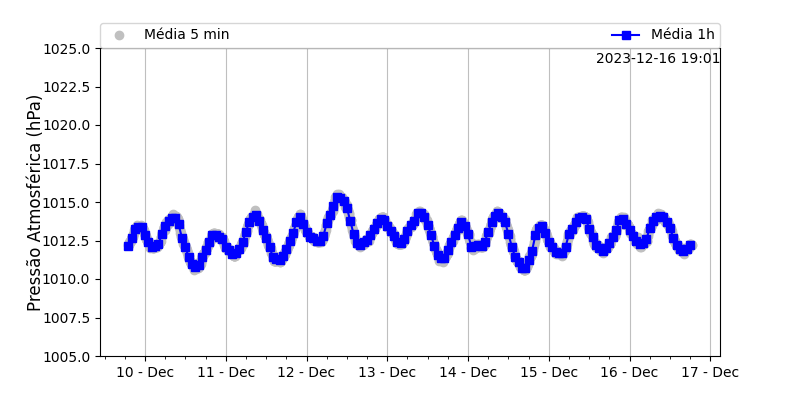 Média 5 min
Média 1h
2023-12-16 19:01
Pressão Atmosférica (hPa)
1025.0
1022.5
1020.0
1017.5
1015.0
1012.5
1010.0
1007.5
1005.0
10 - Dec
11 - Dec
12 - Dec
13 - Dec
14 - Dec
15 - Dec
16 - Dec
17 - Dec